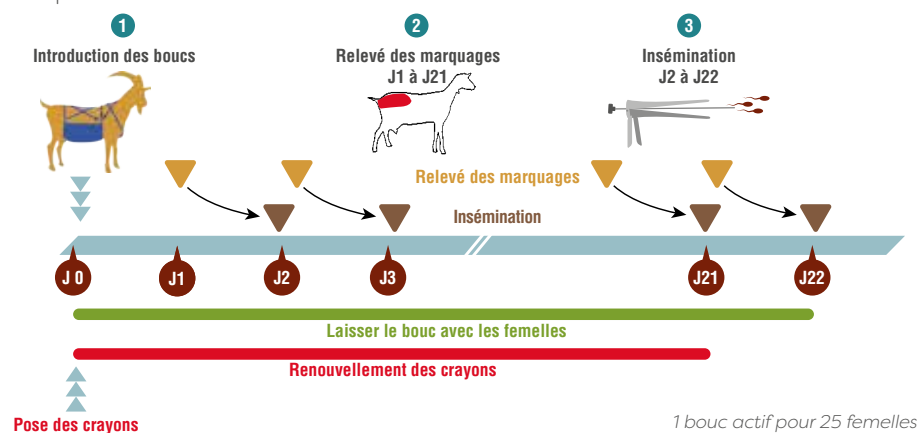 1
Introduction des boucs
2
Relevé des marquages
J1 à J21
3
Insémination
J2 à J22
Relevé des marquages
Insémination
J 0
J1
J2
J3
J21
J22
Laisser le bouc avec les femelles
Renouvellement des crayons
Pose des crayons
1 bouc actif pour 25 femelles